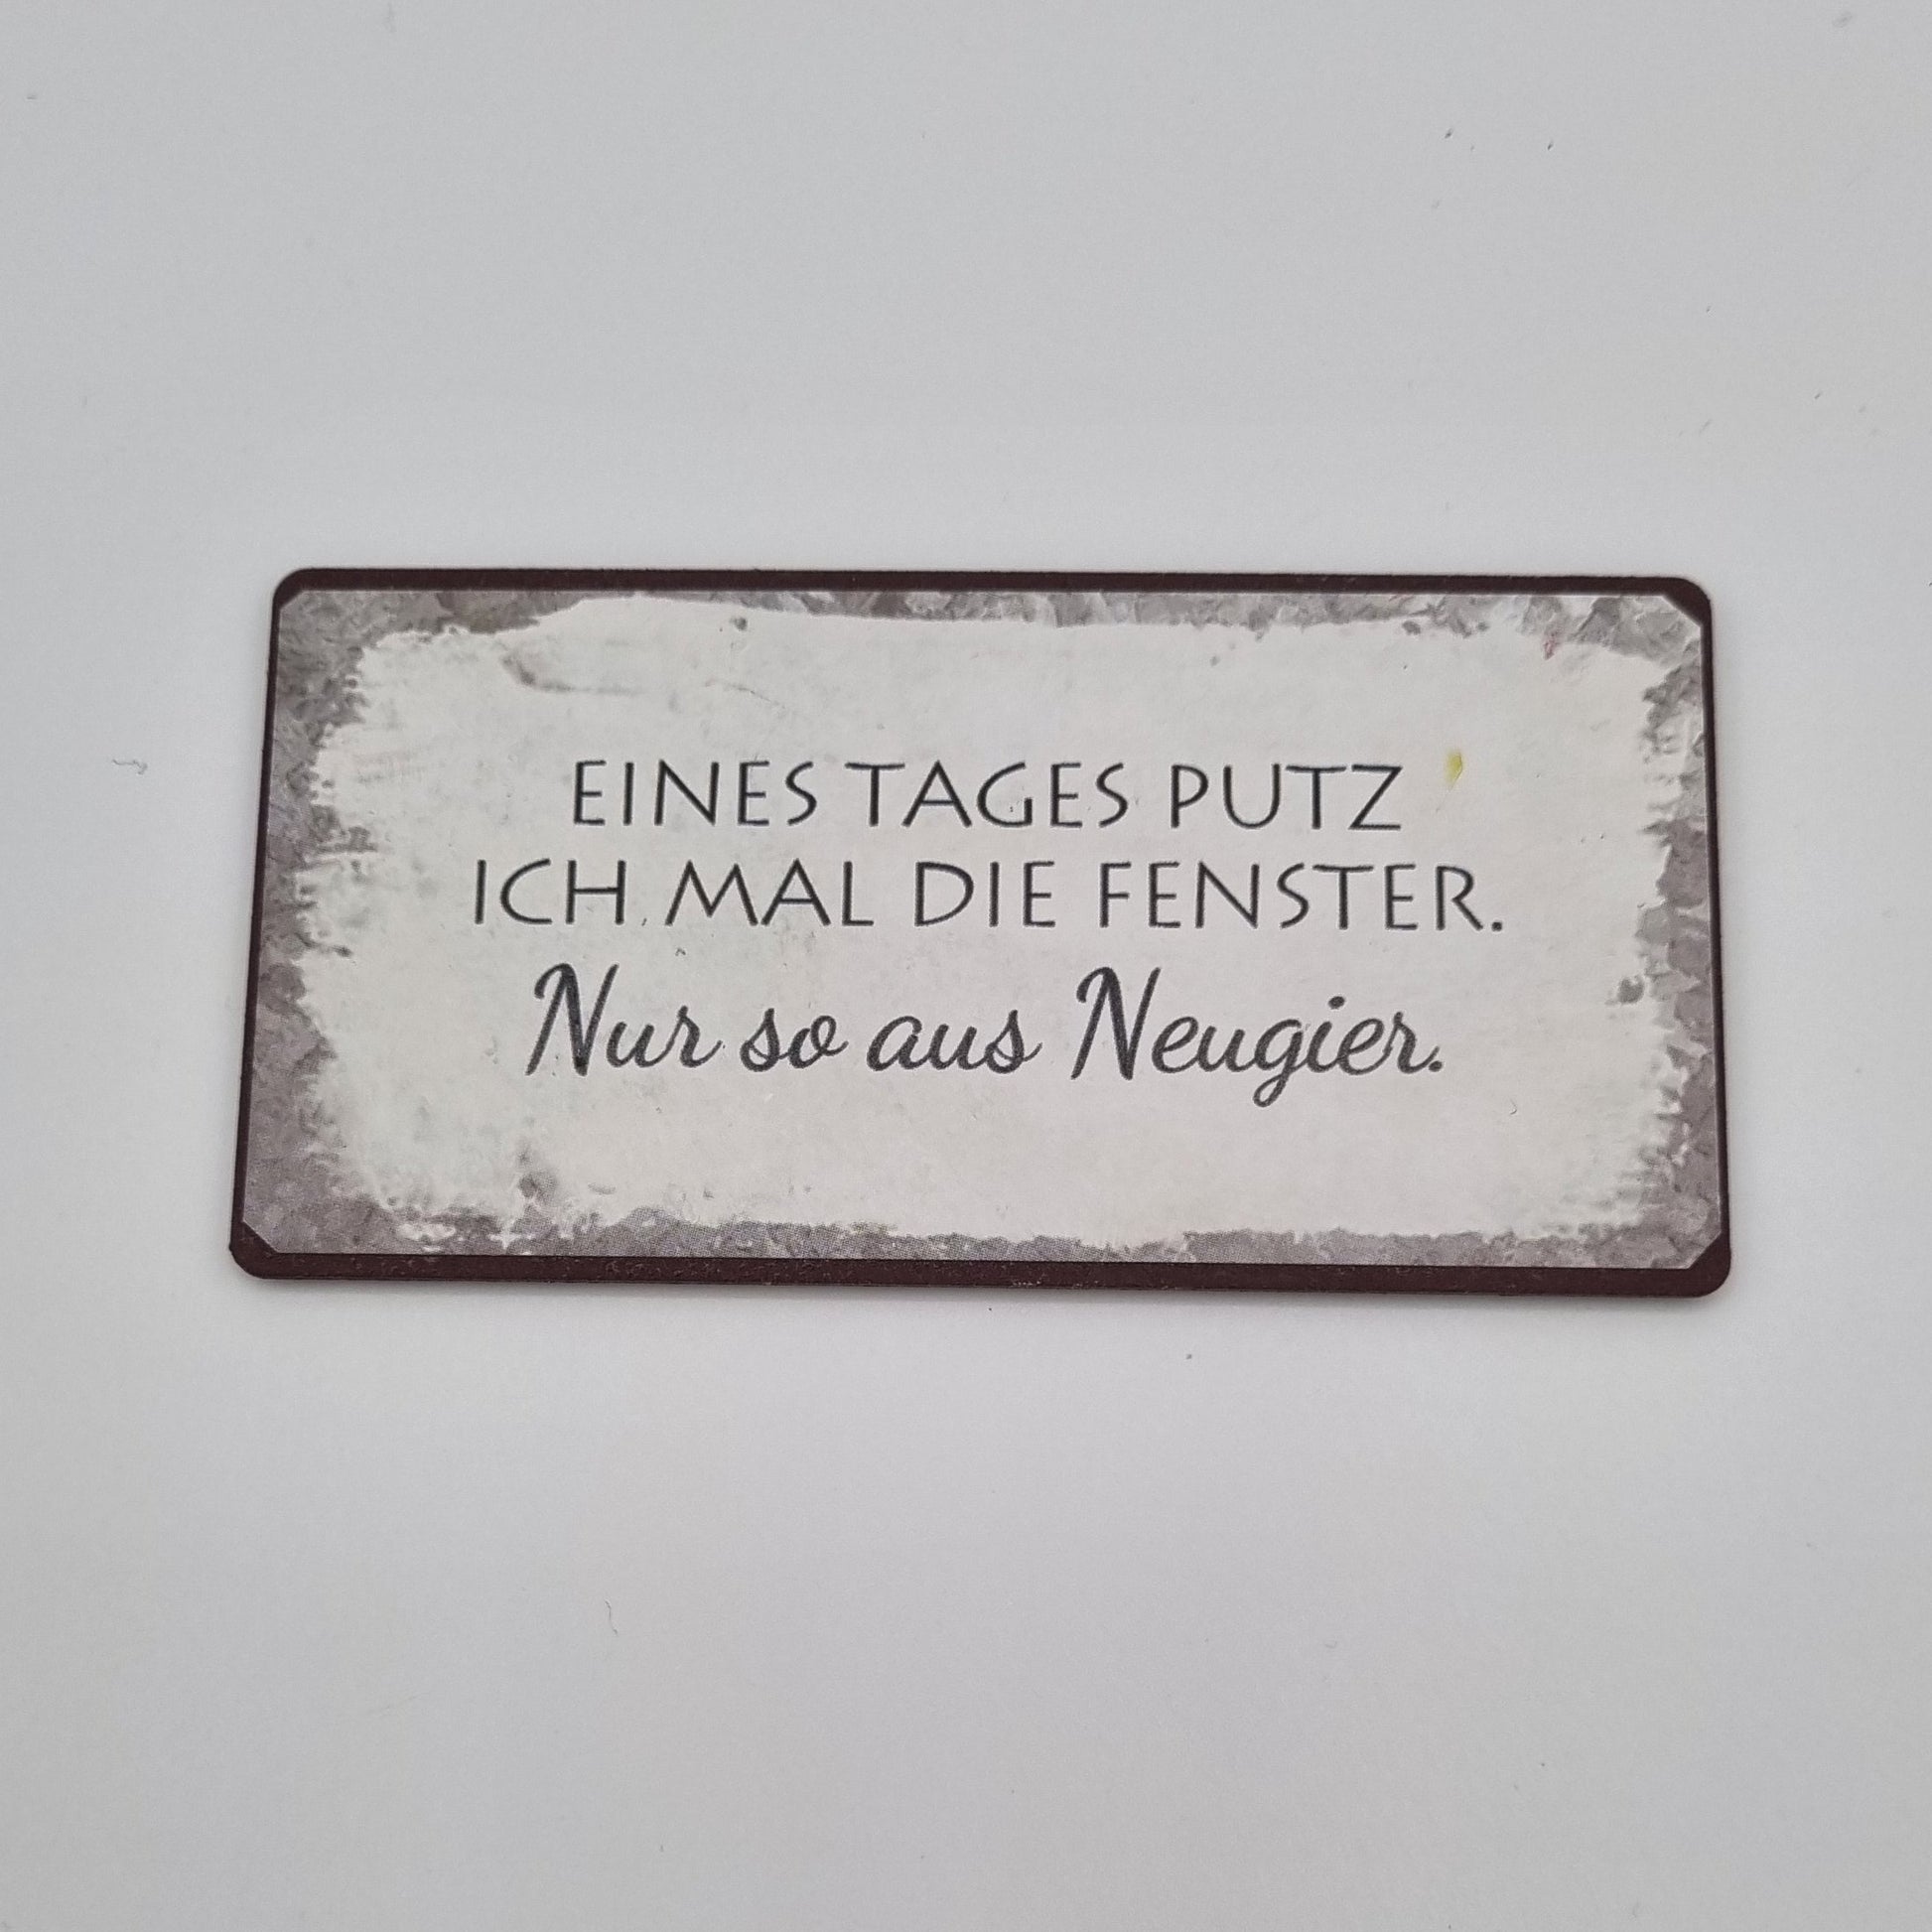 EINES TAGES PUTZ
ICH MAL DIE FENSTER.
Nur so aus Neugier.